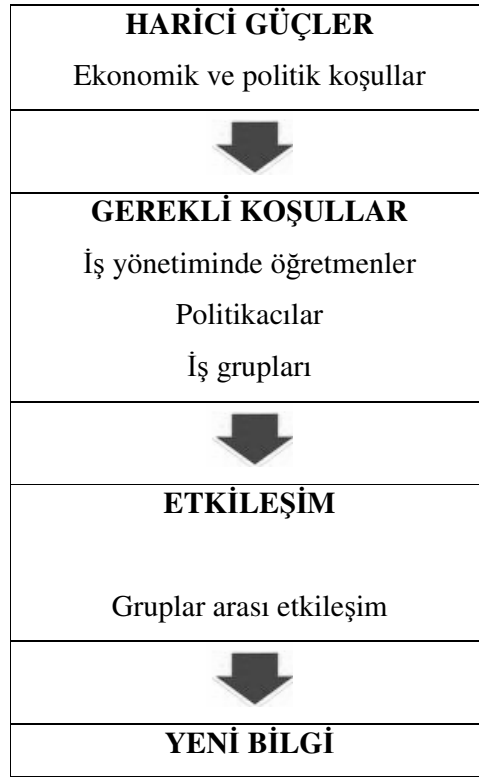 HARİCİ GÜÇLER
Ekonomik ve politik koşullar
GEREKLİ KOŞULLAR
İş yönetiminde öğretmenler
Politikacılar
İş grupları
ETKİLEŞİM
Gruplar arası etkileşim
YENİ BİLGİ